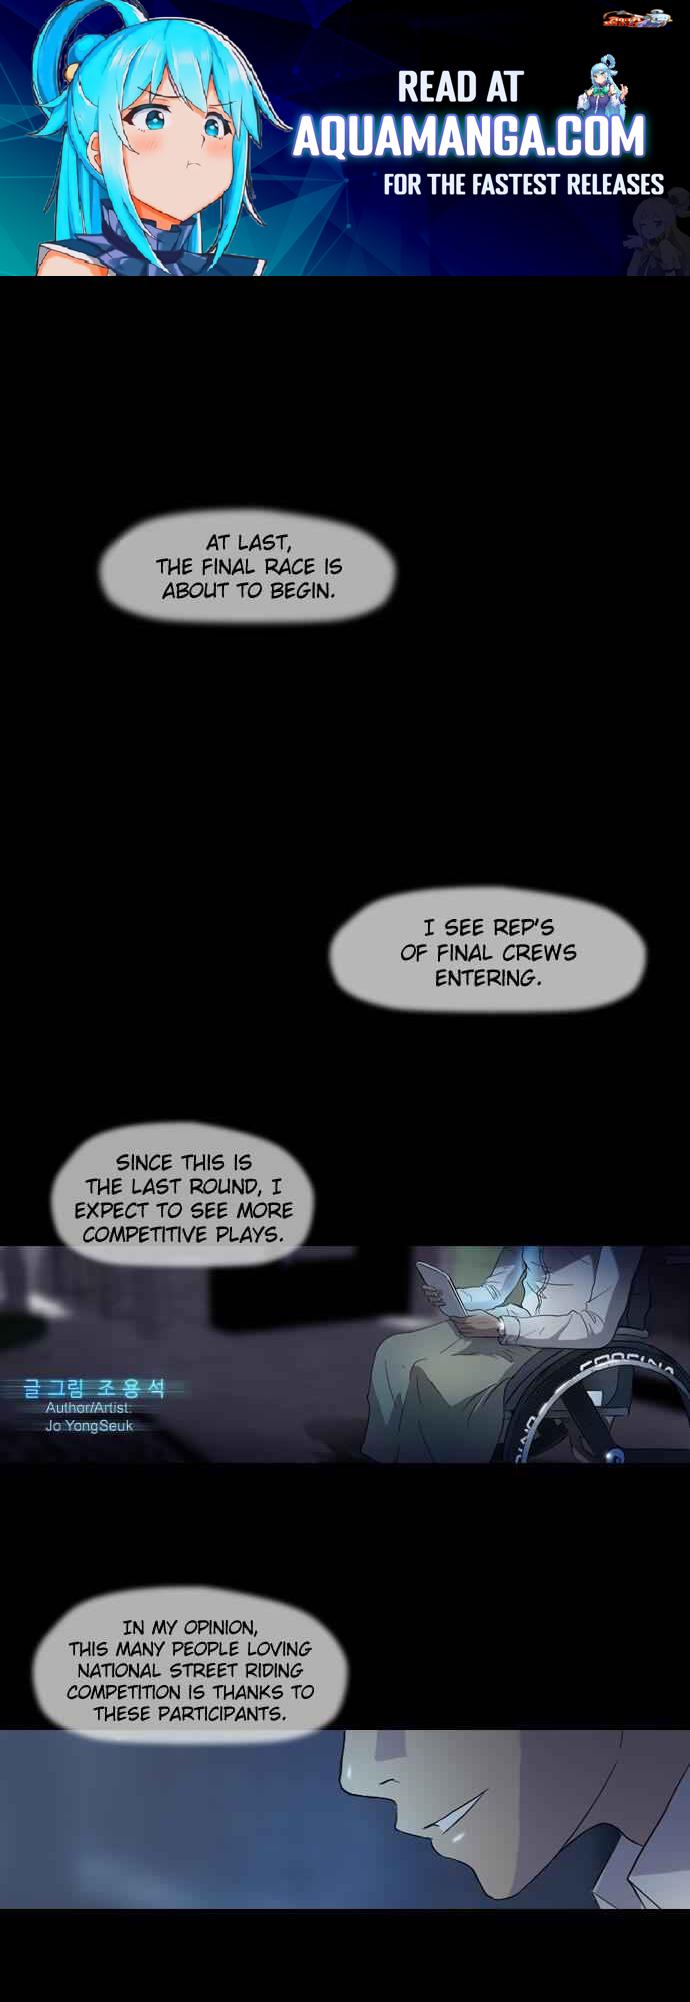 READ AT
AQUAMANGA.COM
FOR THE FASTEST RELEASES
AT LAST,
THE FINAL RACE IS
ABOUT TO BEGIN.
I SEE REP'S
OF FINAL CREWS
ENTERING.
SINCE THIS IS
THE LAST ROUND, I
EXPECT TO SEE MORE
COMPETITIVE PLAYS.
글 그림 조 용 석
Author/Artist:
Jo YongSeuk
IN MY OPINION,
THIS MANY PEOPLE LOVING
NATIONAL STREET RIDING
COMPETITION IS THANKS TO
THESE PARTICIPANTS.